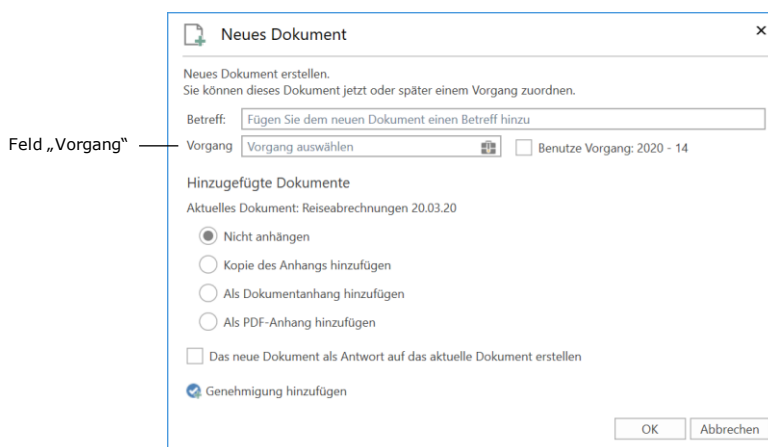 Neues Dokument
Neues Dokument erstellen.
Sie können dieses Dokument jetzt oder später einem Vorgang zuordnen.
Betreff: Fügen Sie dem neuen Dokument einen Betreff hinzu
Feld „Vorgang“ Vorgang Vorgang auswählen Benutze Vorgang: 2020 - 14
Hinzugefügte Dokumente
Aktuelles Dokument: Reiseabrechnungen 20.03.20
Nicht anhängen
Kopie des Anhangs hinzufügen
Als Dokumentanhang hinzufügen
Als PDF-Anhang hinzufügen
Das neue Dokument als Antwort auf das aktuelle Dokument erstellen
Genehmigung hinzufügen
OK Abbrechen